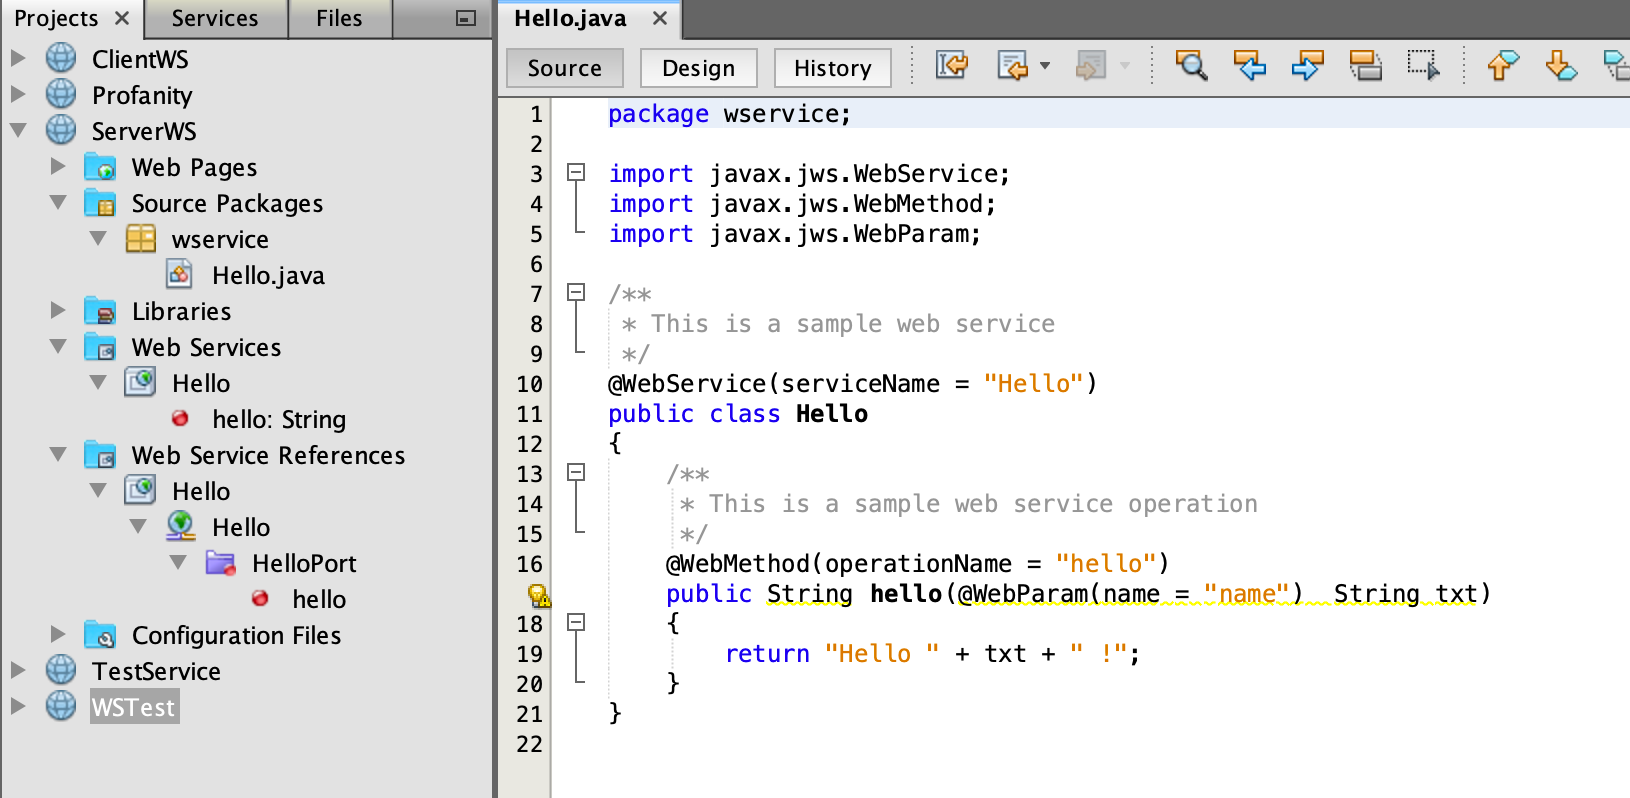 Projects × Services Files
ClientWS
Profanity
ServerWS
Web Pages
Source Packages
wservice
Hello.java
Libraries
Web Services
Hello
hello: String
Web Service References
Hello
Hello
HelloPort
hello
Configuration Files
TestService
WSTest
Hello.java ×
Source Design History
1 package wservice;
2
3 import javax.jws.WebService;
4 import javax.jws.WebMethod;
5 import javax.jws.WebParam;
6
7 /**
8 * This is a sample web service
9 */
10 @WebService(serviceName = "Hello")
11 public class Hello
12 {
13 /**
14 * This is a sample web service operation
15 */
16 @WebMethod(operationName = "hello")
public String hello(@WebParam(name = "name") String txt)
18 {
19 return "Hello " + txt + " !";
20 }
21 }
22